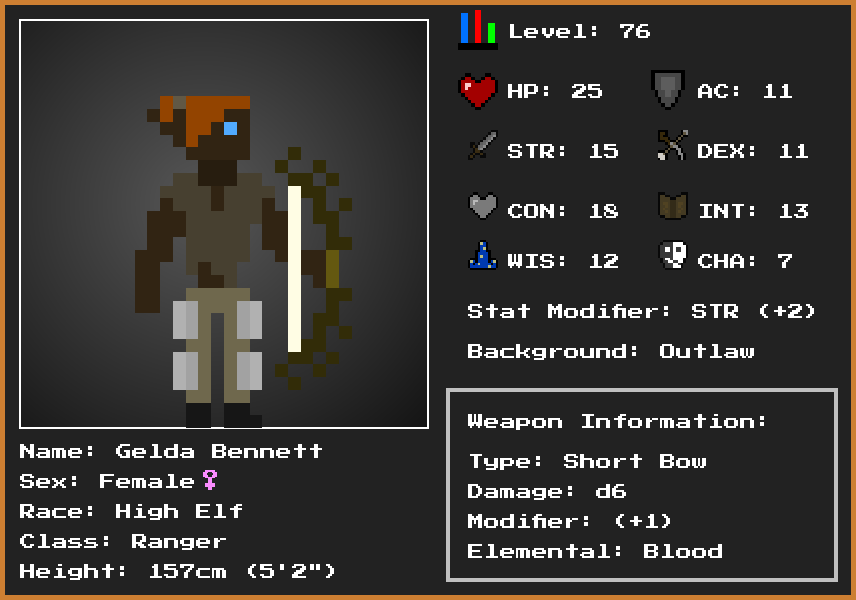 Level: 76
HP: 25 AC: 11
STR: 15 DEX: 11
CON: 18 INT: 13
WIS: 12 CHA: 7
Stat Modifier: STR (+2)
Background: Outlaw
Weapon Information:
Type: Short Bow
Damage: d6
Modifier: (+1)
Elemental: Blood
Name: Gelda Bennett
Sex: Female♀
Race: High Elf
Class: Ranger
Height: 157cm (5'2")